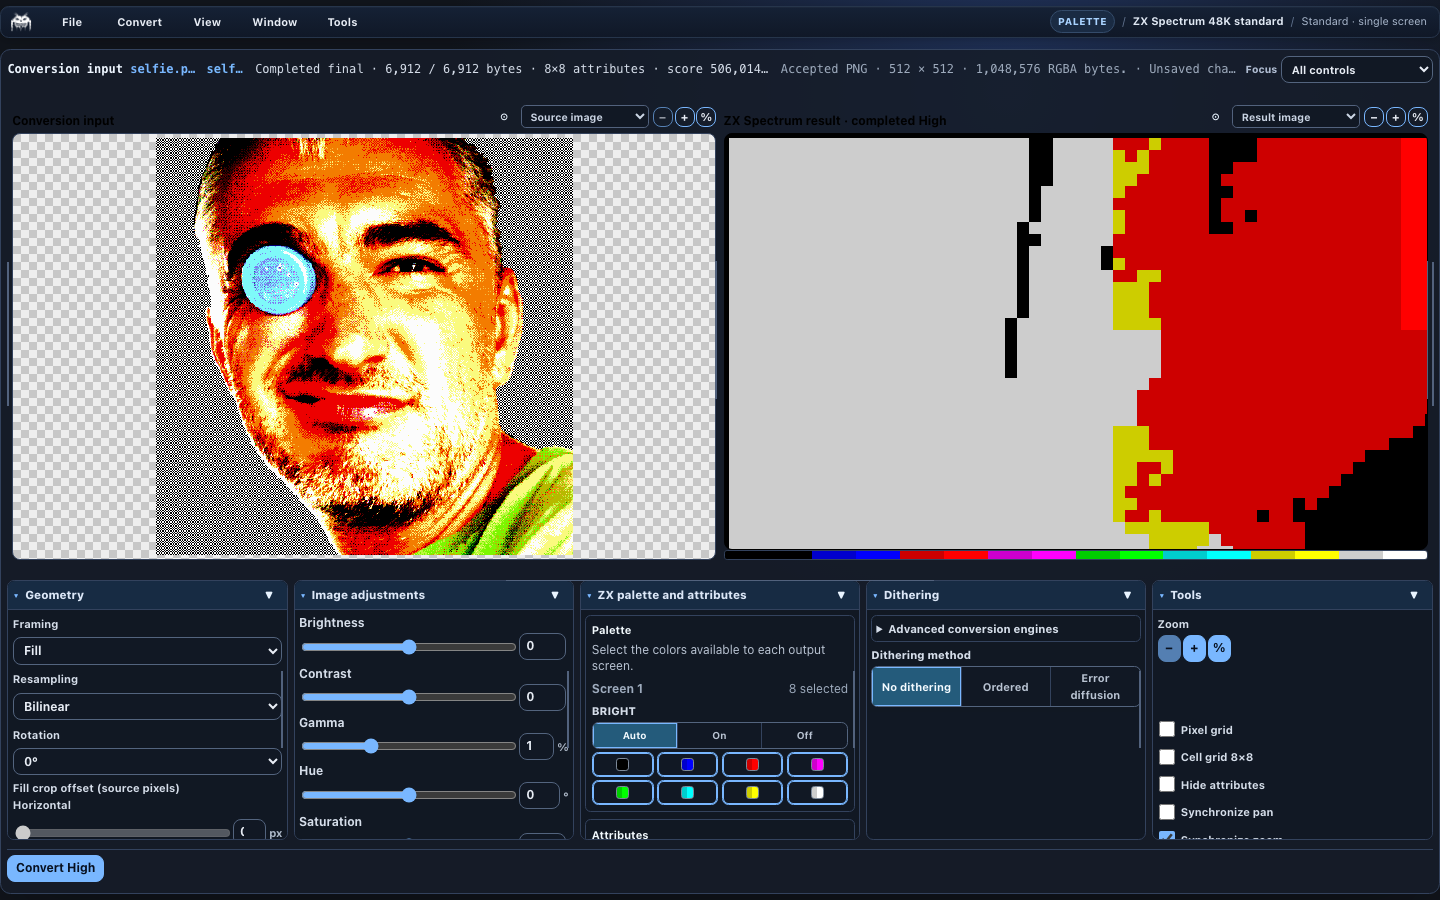 File Convert View Window Tools PALETTE / ZX Spectrum 48K standard / Standard · single screen
Conversion input selfie.p… self… Completed final · 6,912 / 6,912 bytes · 8×8 attributes · score 506,014… Accepted PNG · 512 × 512 · 1,048,576 RGBA bytes. · Unsaved cha… Focus All controls
Conversion input Source image − + %
ZX Spectrum result · completed High Result image − + %
Geometry
Framing
Fill
Resampling
Bilinear
Rotation
0°
Fill crop offset (source pixels)
Horizontal
px
Image adjustments
Brightness
0
Contrast
0
Gamma
1 %
Hue
0 °
Saturation
ZX palette and attributes
Palette
Select the colors available to each output
screen.
Screen 1 8 selected
BRIGHT
Auto On Off
Attributes
Dithering
Advanced conversion engines
Dithering method
No dithering Ordered Error
diffusion
Tools
Zoom
− + %
Pixel grid
Cell grid 8×8
Hide attributes
Synchronize pan
Synchronize zoom
Convert High